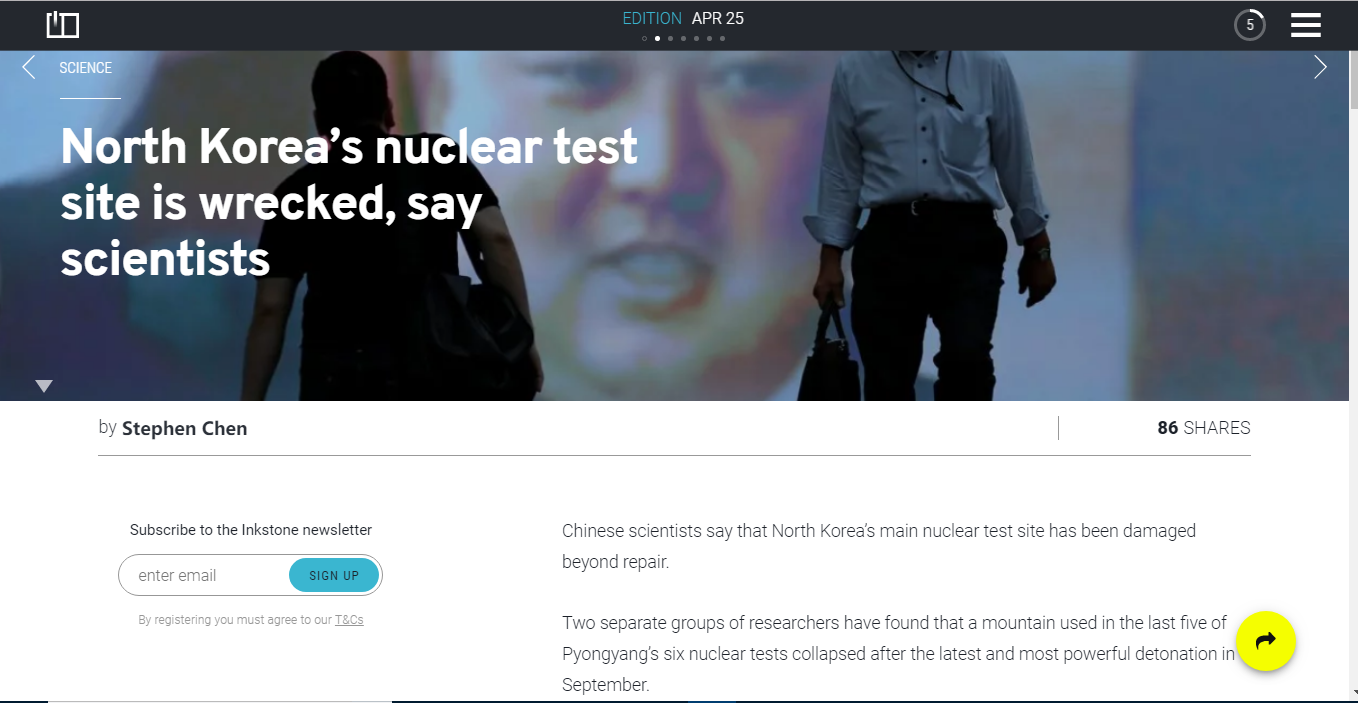 EDITION APR 25
5
SCIENCE
North Korea’s nuclear test
site is wrecked, say
scientists
by Stephen Chen
86 SHARES
Subscribe to the Inkstone newsletter
enter email
SIGN UP
By registering you must agree to our T&Cs
Chinese scientists say that North Korea’s main nuclear test site has been damaged
beyond repair.
Two separate groups of researchers have found that a mountain used in the last five of
Pyongyang’s six nuclear tests collapsed after the latest and most powerful detonation in
September.